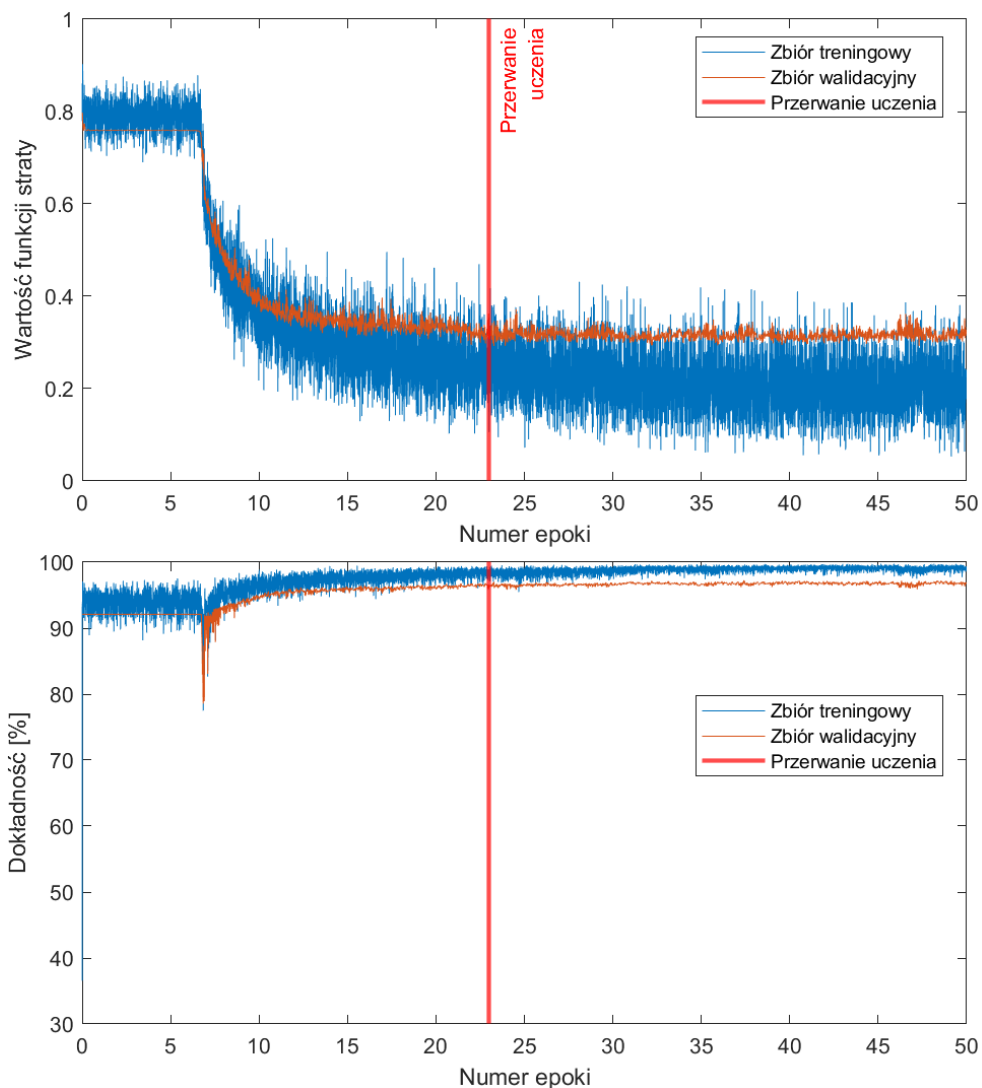 1
0.8
0.6
0.4
0.2
0
Wartość funkcji straty
Przerwanie
uczenia
Zbiór treningowy
Zbiór walidacyjny
Przerwanie uczenia
0 5 10 15 20 25 30 35 40 45 50
Numer epoki
100
90
80
70
60
50
40
30
Dokładność [%]
Zbiór treningowy
Zbiór walidacyjny
Przerwanie uczenia
0 5 10 15 20 25 30 35 40 45 50
Numer epoki